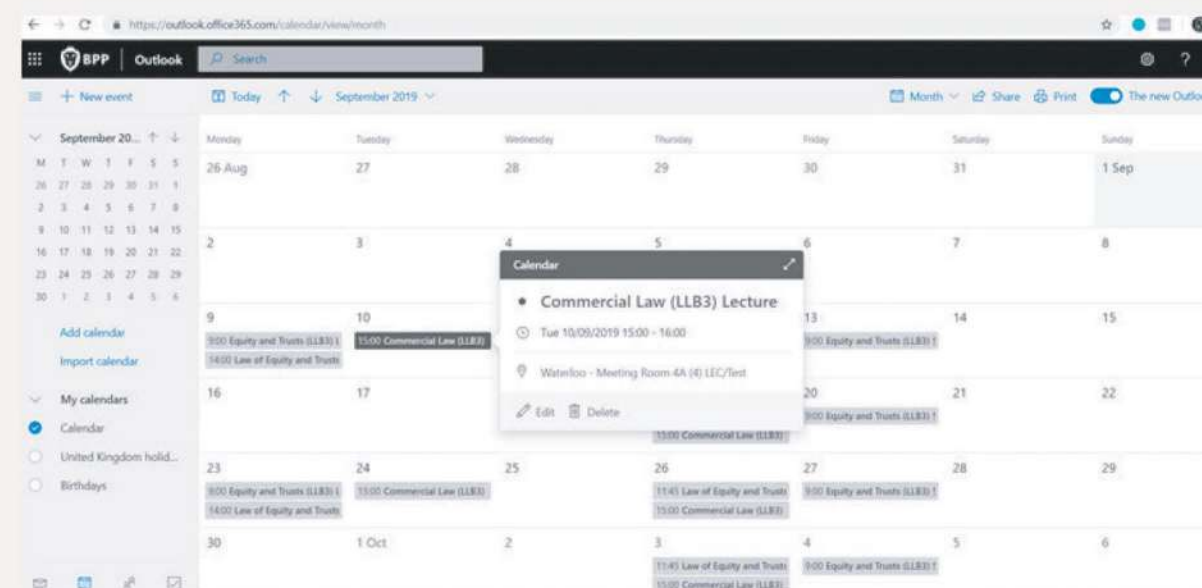 https://outlook.office365.com/calendar/view/month
BPP | Outlook Search ?
+ New event Today ↑ ↓ September 2019 Month Share Print The new Outlo
September 20... ↑ ↓ Monday Tuesday Wednesday Thursday Friday Saturday Sunday
M T W T F S S
26 27 28 29 30 31 1
2 3 4 5 6 7 8
9 10 11 12 13 14 15
16 17 18 19 20 21 22
23 24 25 26 27 28 29
30 1 2 3 4 5 6
Add calendar
Import calendar
My calendars
Calendar
United Kingdom holid...
Birthdays
26 Aug 27 28 29 30 31 1 Sep
2 3 4 5 6 7 8
Calendar
Commercial Law (LLB3) Lecture
Tue 10/09/2019 15:00 - 16:00
Waterloo - Meeting Room 4A (4) LEC/Test
Edit Delete
9 10 13 14 15
9:00 Equity and Trusts (LLB3) 15:00 Commercial Law (LLB3) 9:00 Equity and Trusts (LLB3)
14:00 Law of Equity and Trusts
16 17 20 21 22
9:00 Equity and Trusts (LLB3)
15:00 Commercial Law (LLB3)
23 24 25 26 27 28 29
9:00 Equity and Trusts (LLB3) 15:00 Commercial Law (LLB3) 11:45 Law of Equity and Trusts 9:00 Equity and Trusts (LLB3)
14:00 Law of Equity and Trusts 15:00 Commercial Law (LLB3)
30 1 Oct 2 3 4 5 6
11:45 Law of Equity and Trusts 9:00 Equity and Trusts (LLB3)
15:00 Commercial Law (LLB3)